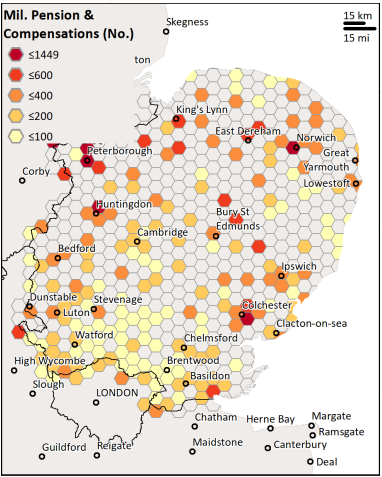 Mil. Pension &
Compensations (No.)
≤1449
≤600
≤400
≤200
≤100
15 km
15 mi
Skegness
ton
King's Lynn
East Dereham
Norwich
Great
Yarmouth
Lowestoft
Peterborough
Corby
Huntingdon
Bury St
Edmunds
Cambridge
Bedford
Ipswich
Dunstable
Stevenage
Luton
Colchester
Clacton-on-sea
Watford
Chelmsford
High Wycombe
Brentwood
Slough
Basildon
LONDON
Chatham
Herne Bay
Margate
Ramsgate
Guildford
Reigate
Maidstone
Canterbury
Deal